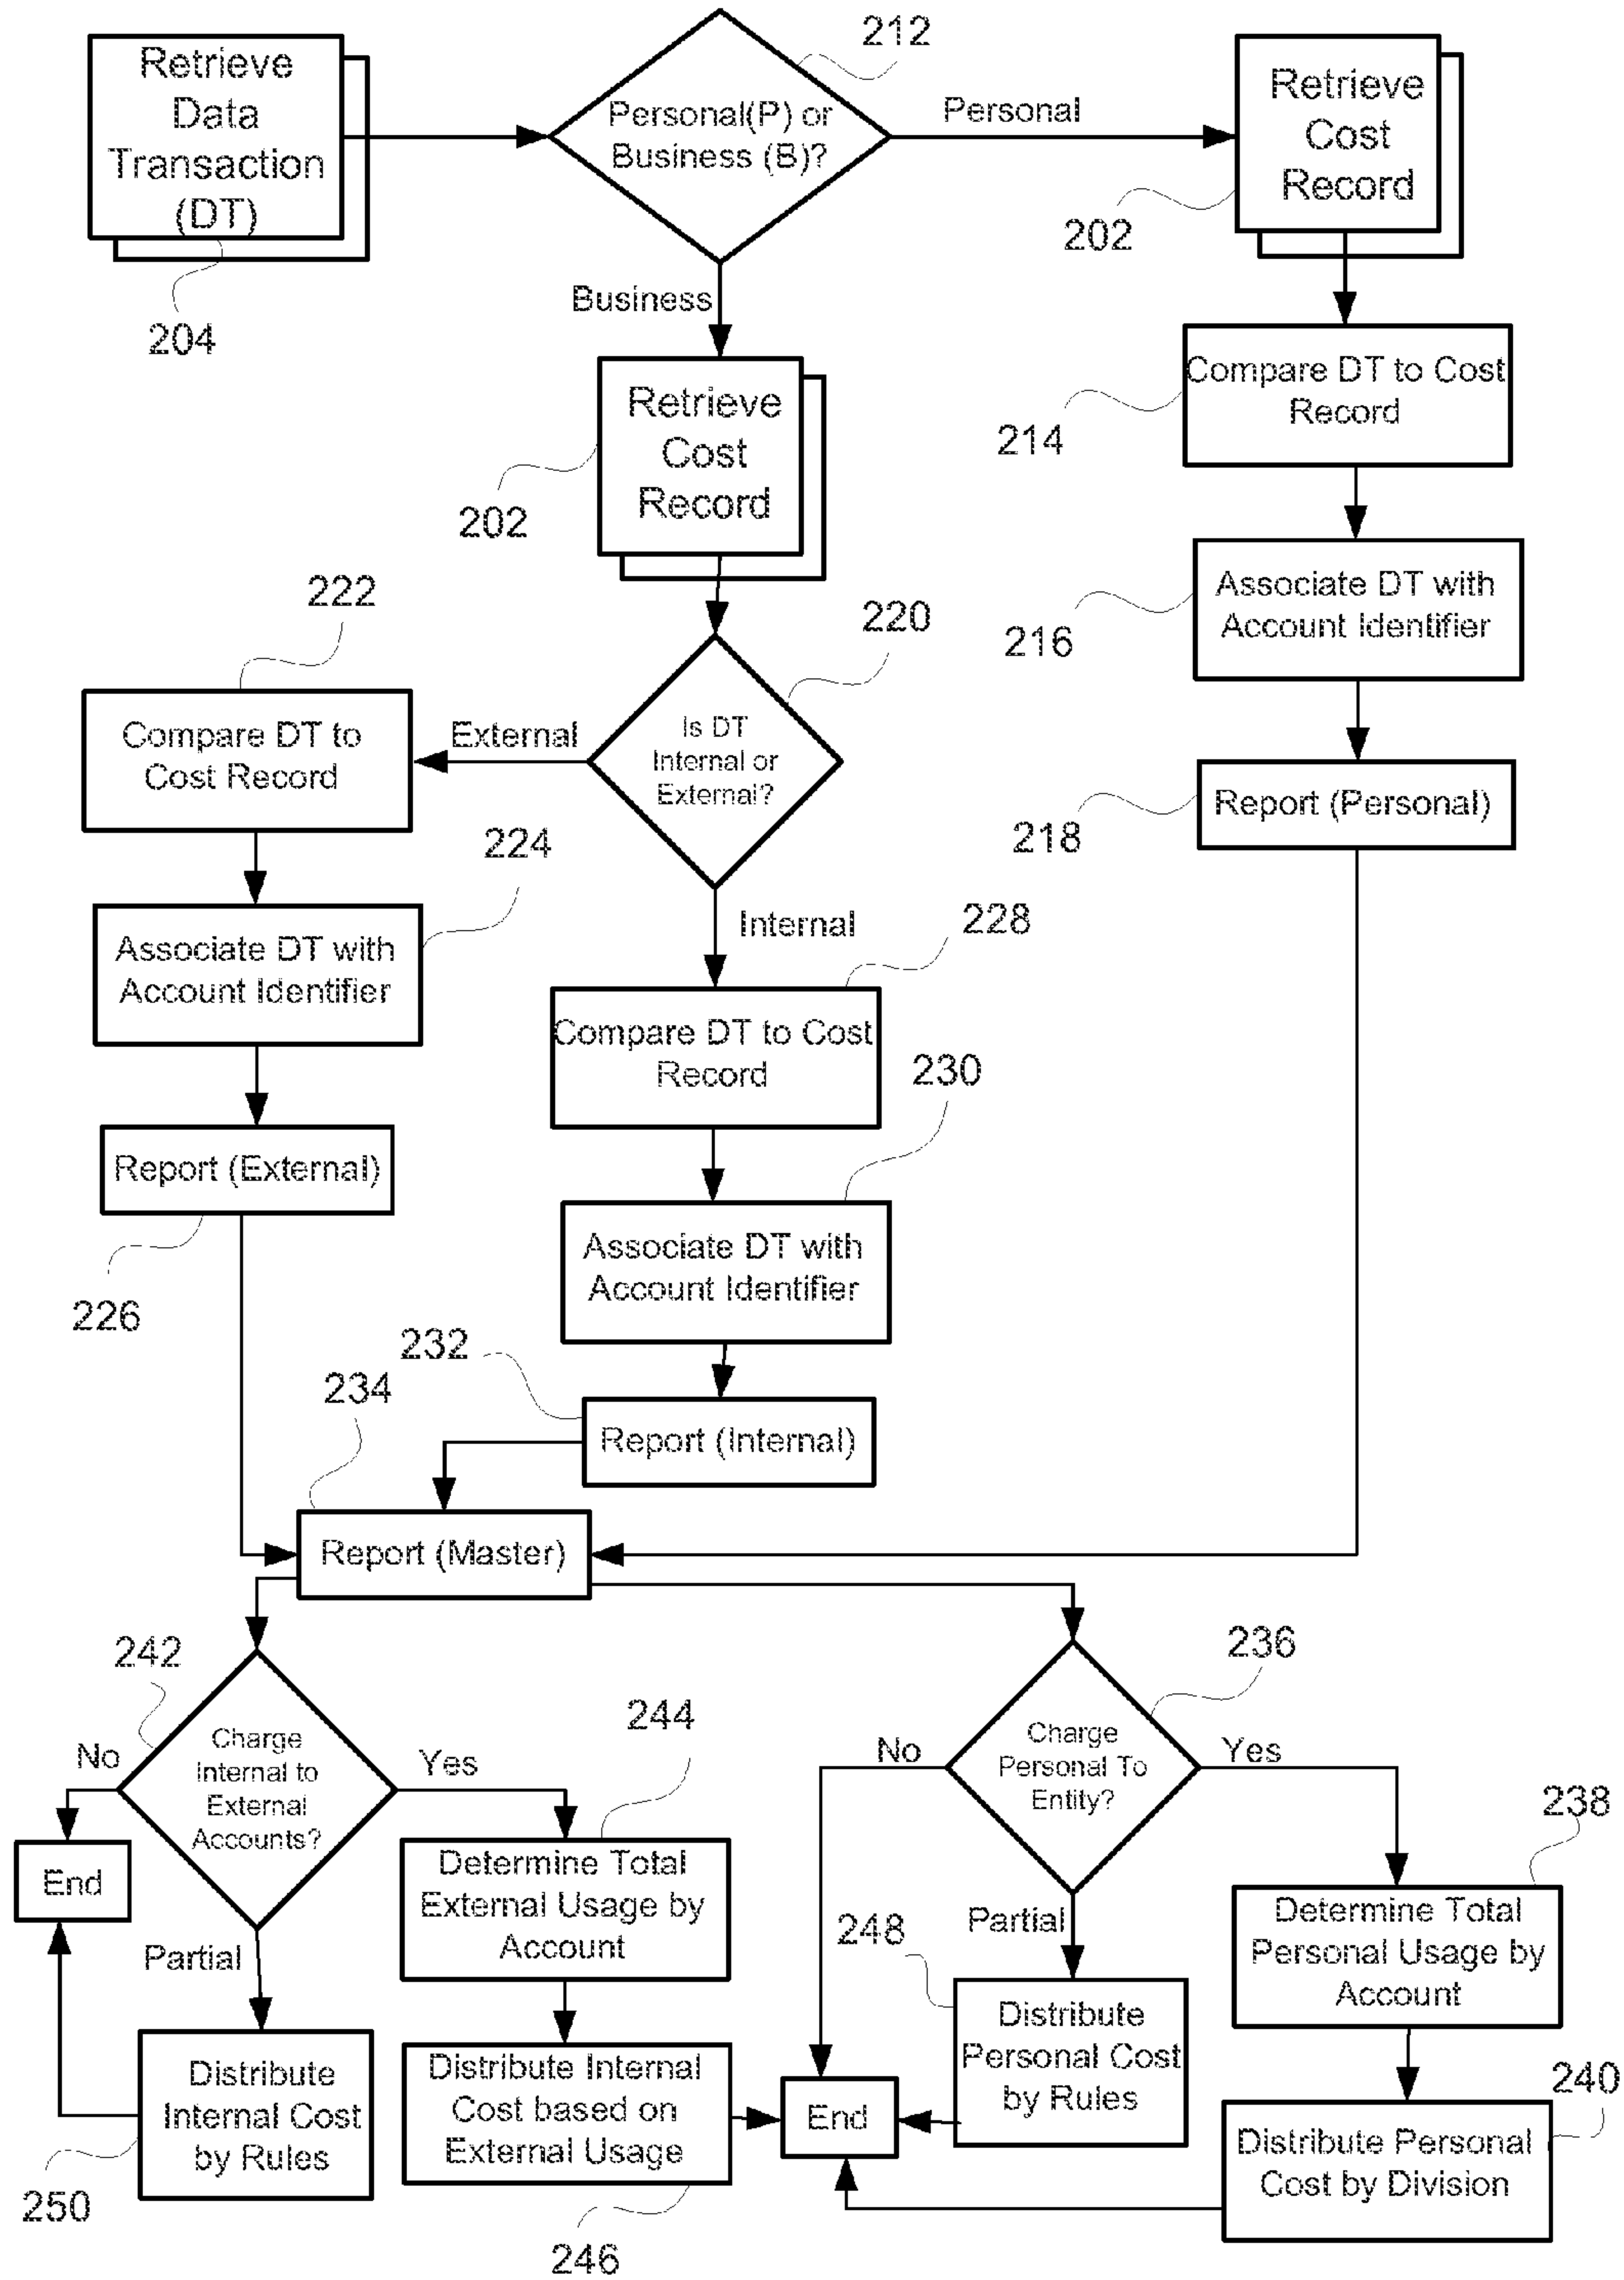 Retrieve
Data
Transaction
(DT)
204
Personal(P) or
Business (B)?
212
Personal
Retrieve
Cost
Record
202
Business
Retrieve
Cost
Record
202
Compare DT to Cost
Record
214
Associate DT with
Account Identifier
216
Report (Personal)
218
Is DT
Internal or
External?
220
External
Internal
222
Compare DT to
Cost Record
224
Associate DT with
Account Identifier
Report (External)
226
228
Compare DT to Cost
Record
230
Associate DT with
Account Identifier
232
Report (Internal)
234
Report (Master)
242
Charge
Internal to
External
Accounts?
No
Yes
Partial
End
244
Determine Total
External Usage by
Account
Distribute Internal
Cost by Rules
250
Distribute Internal
Cost based on
External Usage
246
236
Charge
Personal To
Entity?
No
Yes
Partial
238
Determine Total
Personal Usage by
Account
248
Distribute
Personal Cost
by Rules
End
240
Distribute Personal
Cost by Division